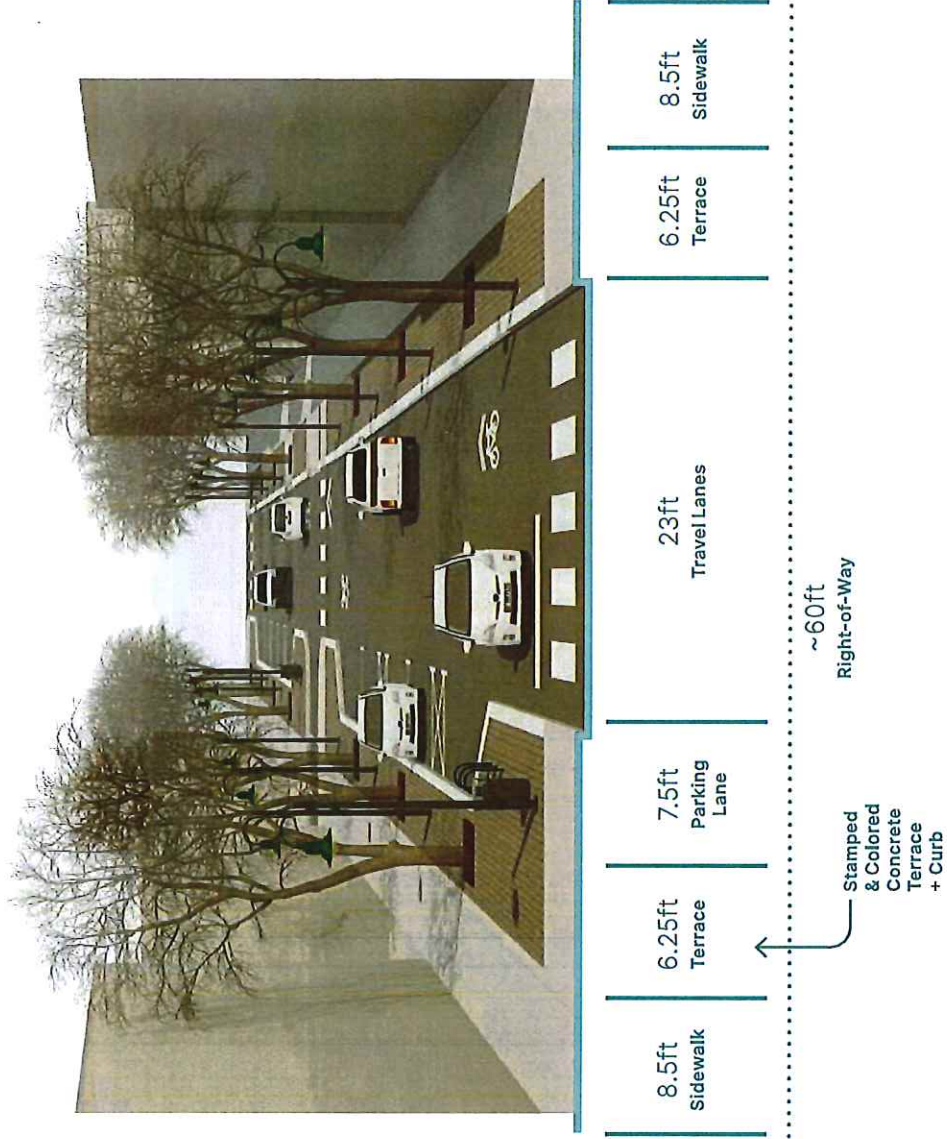 8.5ft
Sidewalk
6.25ft
Terrace
7.5ft
Parking
Lane
23ft
Travel Lanes
6.25ft
Terrace
8.5ft
Sidewalk
~60ft
Right-of-Way
Stamped
& Colored
Concrete
Terrace
+ Curb